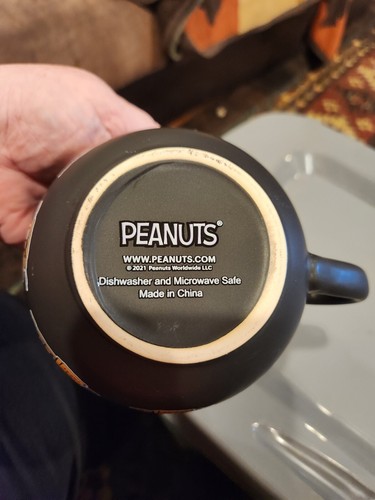 PEANUTS®
WWW.PEANUTS.COM
© 2021 Peanuts Worldwide LLC
Dishwasher and Microwave Safe
Made in China